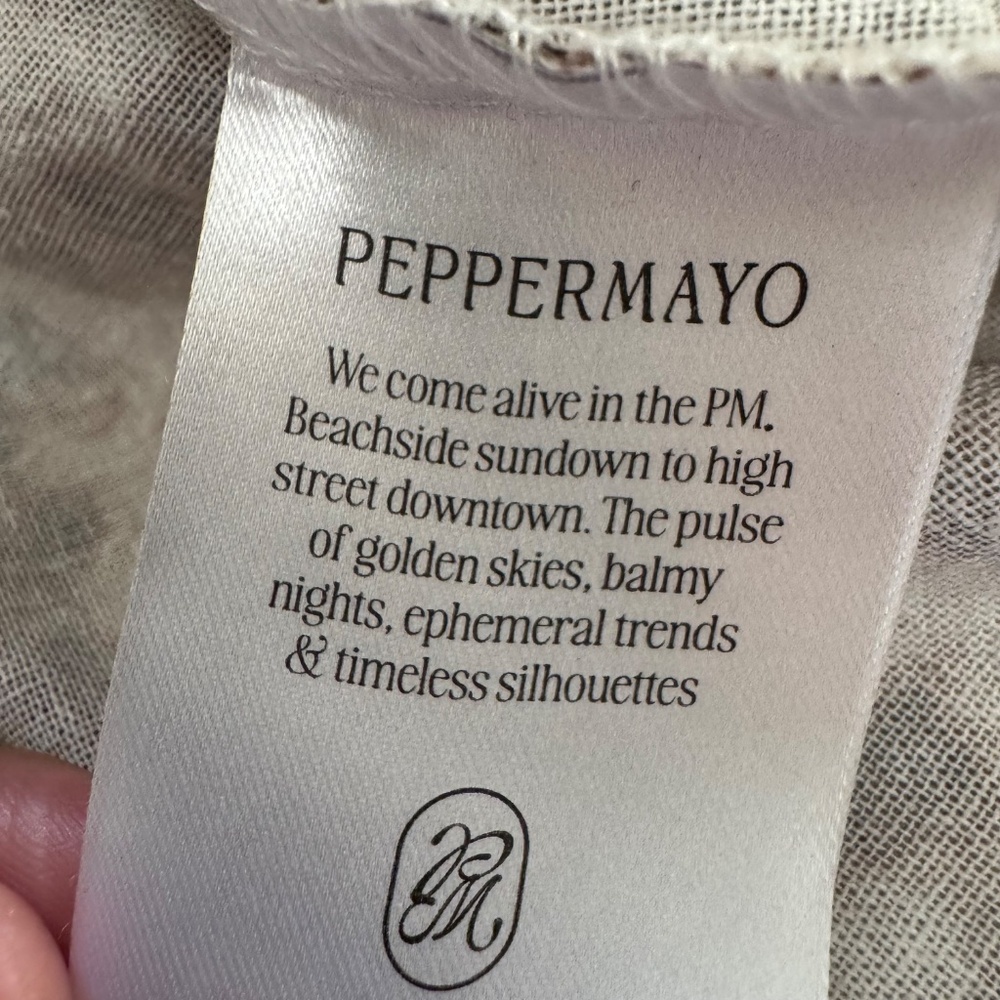 PEPPERMAYO
We come alive in the PM.
Beachside sundown to high
street downtown. The pulse
of golden skies, balmy
nights, ephemeral trends
& timeless silhouettes
PM